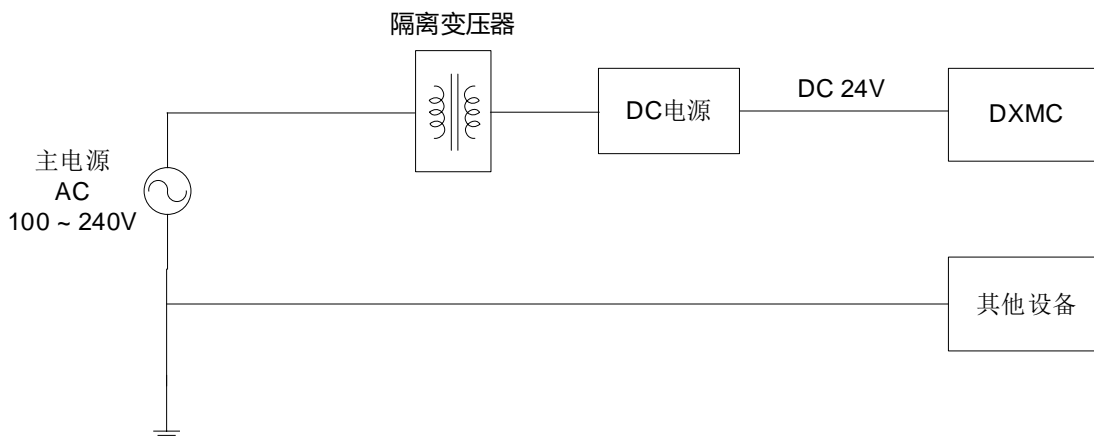 隔离变压器
DC电源
DC 24V
DXMC
主电源
AC
100 ~ 240V
其他设备